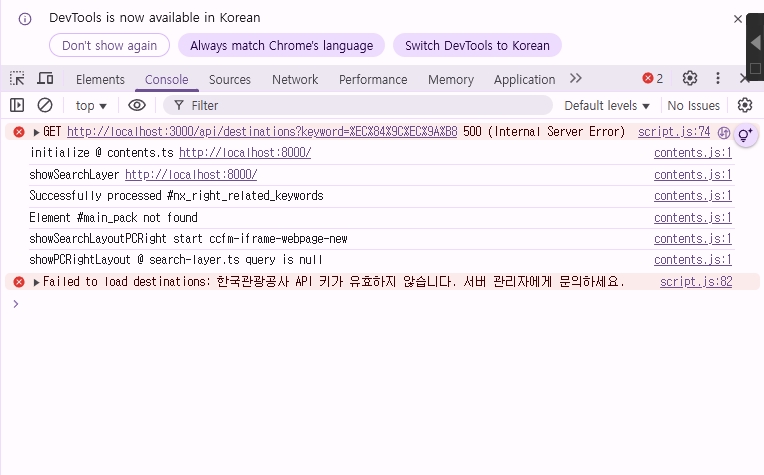 DevTools is now available in Korean
Don't show again Always match Chrome's language Switch DevTools to Korean
Elements Console Sources Network Performance Memory Application 2
top Filter Default levels No Issues
GET http://localhost:3000/api/destinations?keyword=%EC%84%9C%EC%9A%B8 500 (Internal Server Error) script.js:74
initialize @ contents.ts http://localhost:8000/ contents.js:1
showSearchLayer http://localhost:8000/ contents.js:1
Successfully processed #nx_right_related_keywords contents.js:1
Element #main_pack not found contents.js:1
showSearchLayoutPCRight start ccfm-iframe-webpage-new contents.js:1
showPCRightLayout @ search-layer.ts query is null contents.js:1
Failed to load destinations: 한국관광공사 API 키가 유효하지 않습니다. 서버 관리자에게 문의하세요. script.js:82